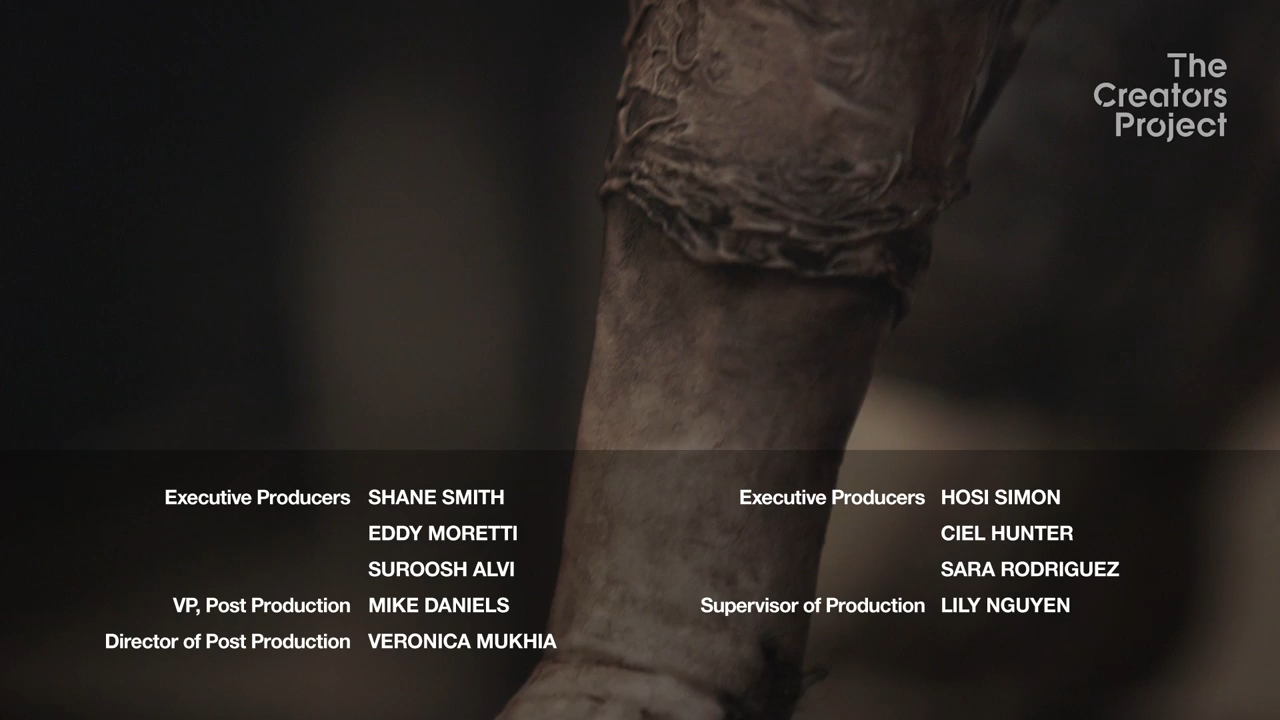 The
Creators
Project
Executive Producers SHANE SMITH
EDDY MORETTI
SUROOSH ALVI
VP, Post Production MIKE DANIELS
Director of Post Production VERONICA MUKHIA
Executive Producers HOSI SIMON
CIEL HUNTER
SARA RODRIGUEZ
Supervisor of Production LILY NGUYEN